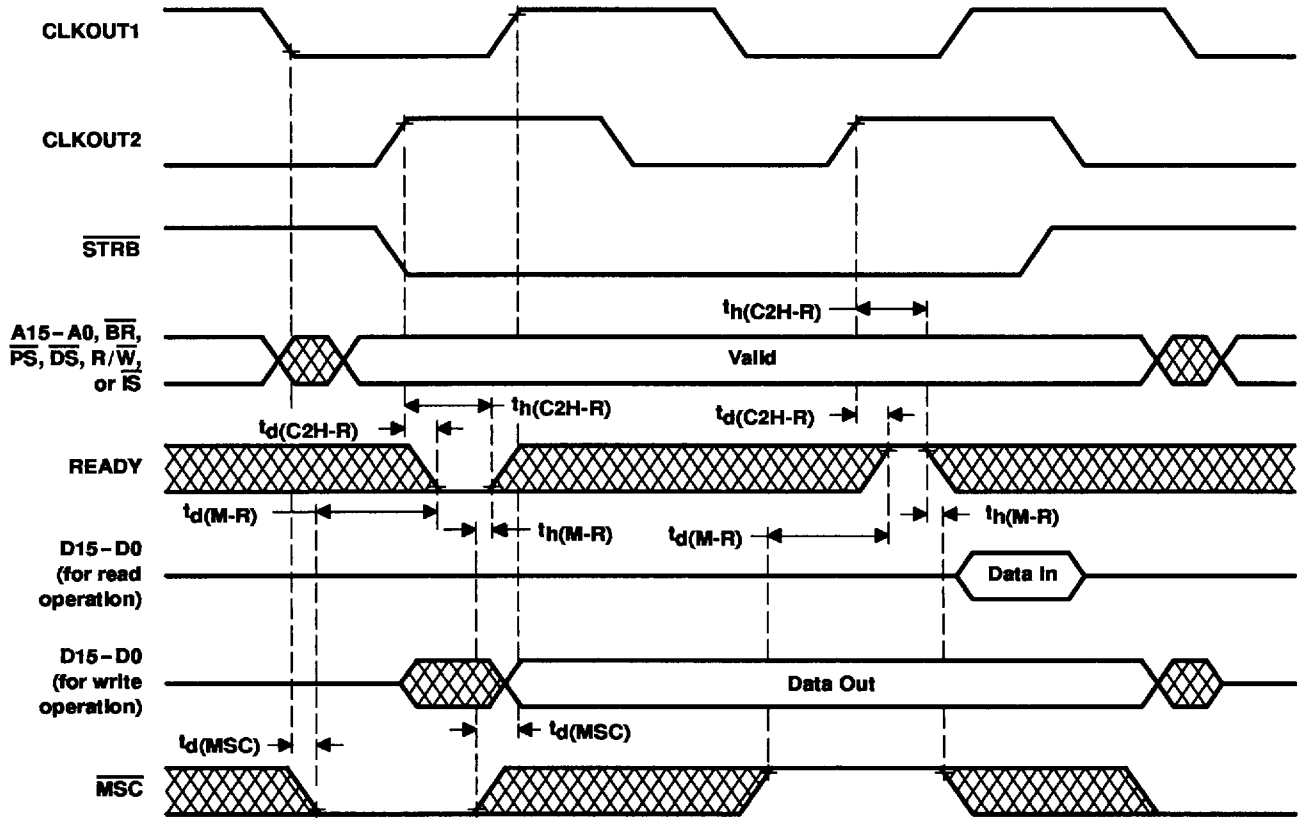 CLKOUT1
CLKOUT2
STRB
th(C2H-R)
A15–A0, BR,
PS, DS, R/W,
or IS
Valid
th(C2H-R)
td(C2H-R)
td(C2H-R)
READY
td(M-R)
th(M-R)
td(M-R)
th(M-R)
D15–D0
(for read
operation)
Data In
D15–D0
(for write
operation)
Data Out
td(MSC)
td(MSC)
MSC